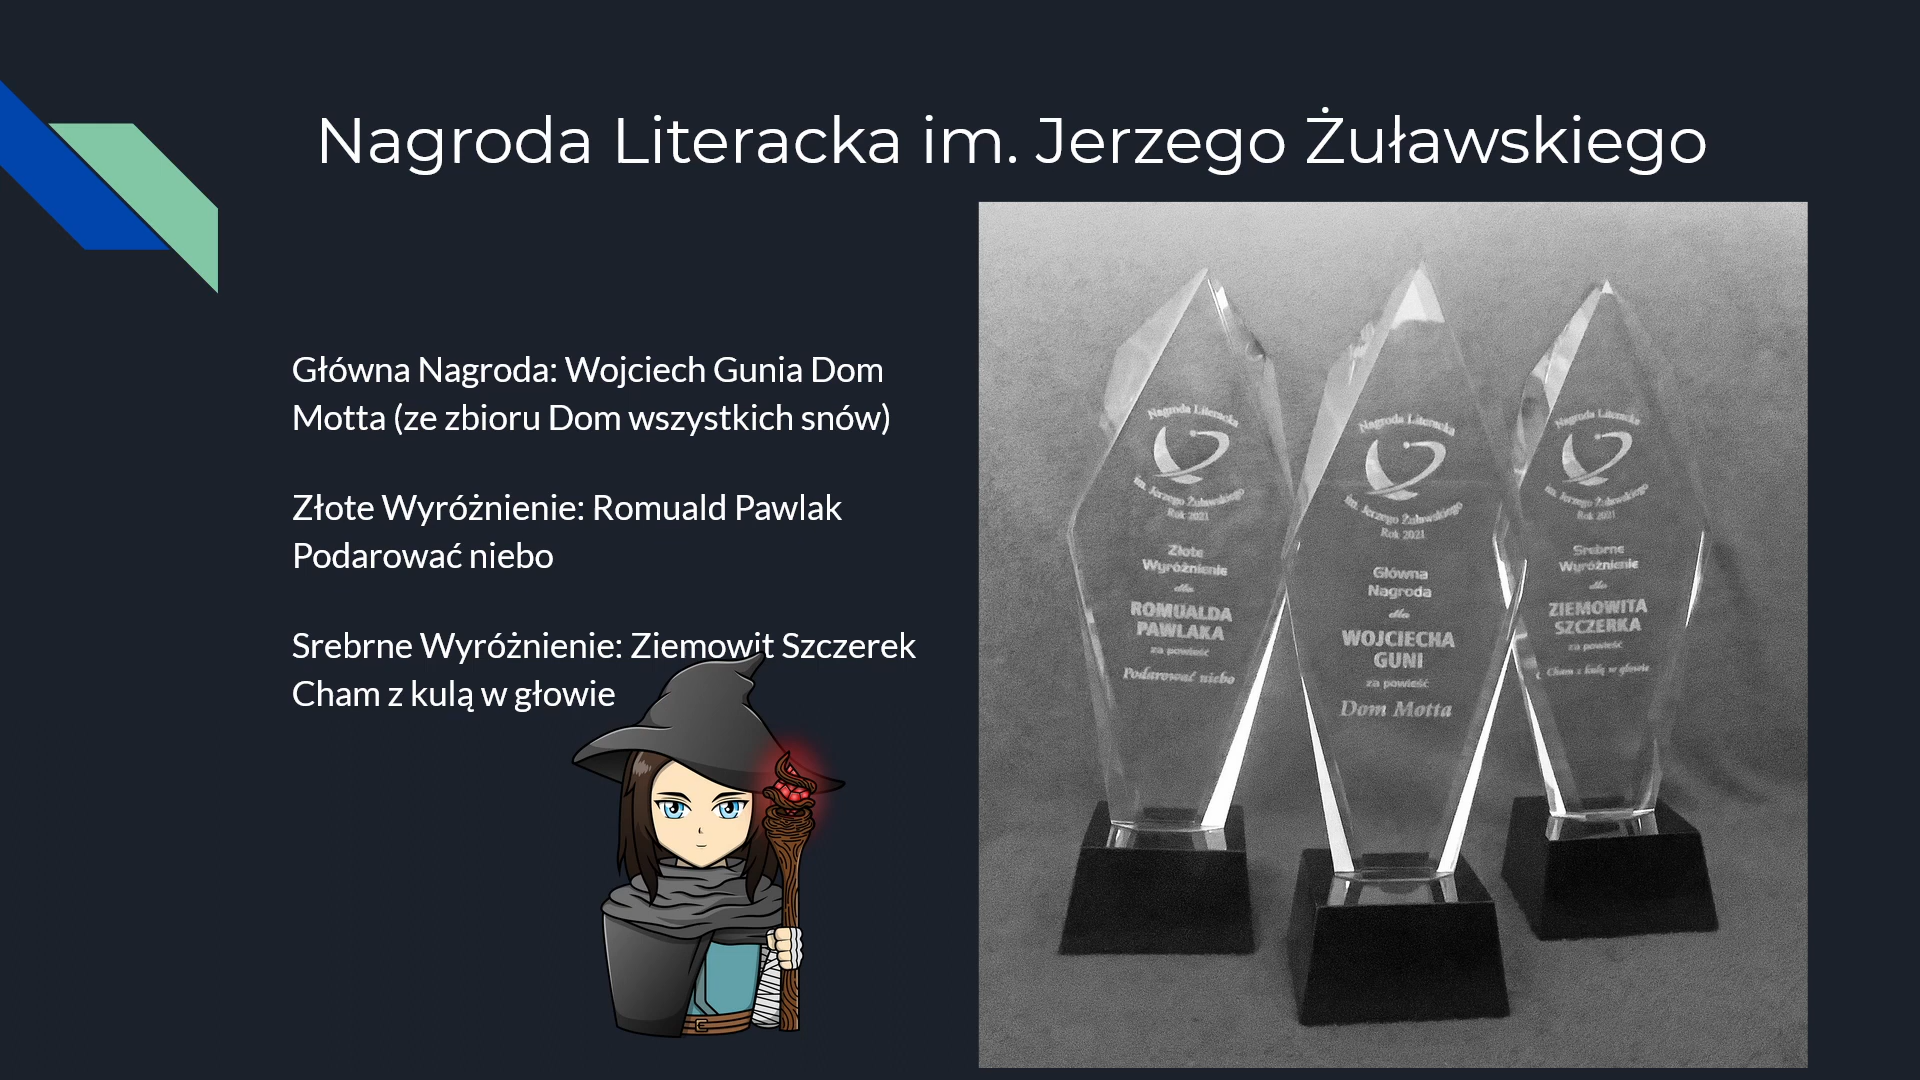 Nagroda Literacka im. Jerzego Żuławskiego
Główna Nagroda: Wojciech Gunia Dom
Motta (ze zbioru Dom wszystkich snów)
Złote Wyróżnienie: Romuald Pawlak
Podarować niebo
Srebrne Wyróżnienie: Ziemowit Szczerek
Cham z kulą w głowie
Nagroda Literacka
im. Jerzego Żuławskiego
Rok 2021
Złote
Wyróżnienie
dla
ROMUALDA
PAWLAKA
za powieść
Podarować niebo
Nagroda Literacka
im. Jerzego Żuławskiego
Rok 2021
Główna
Nagroda
dla
WOJCIECHA
GUNI
za powieść
Dom Motta
Nagroda Literacka
im. Jerzego Żuławskiego
Rok 2021
Srebrne
Wyróżnienie
dla
ZIEMOWITA
SZCZERKA
za powieść
Cham z kulą w głowie